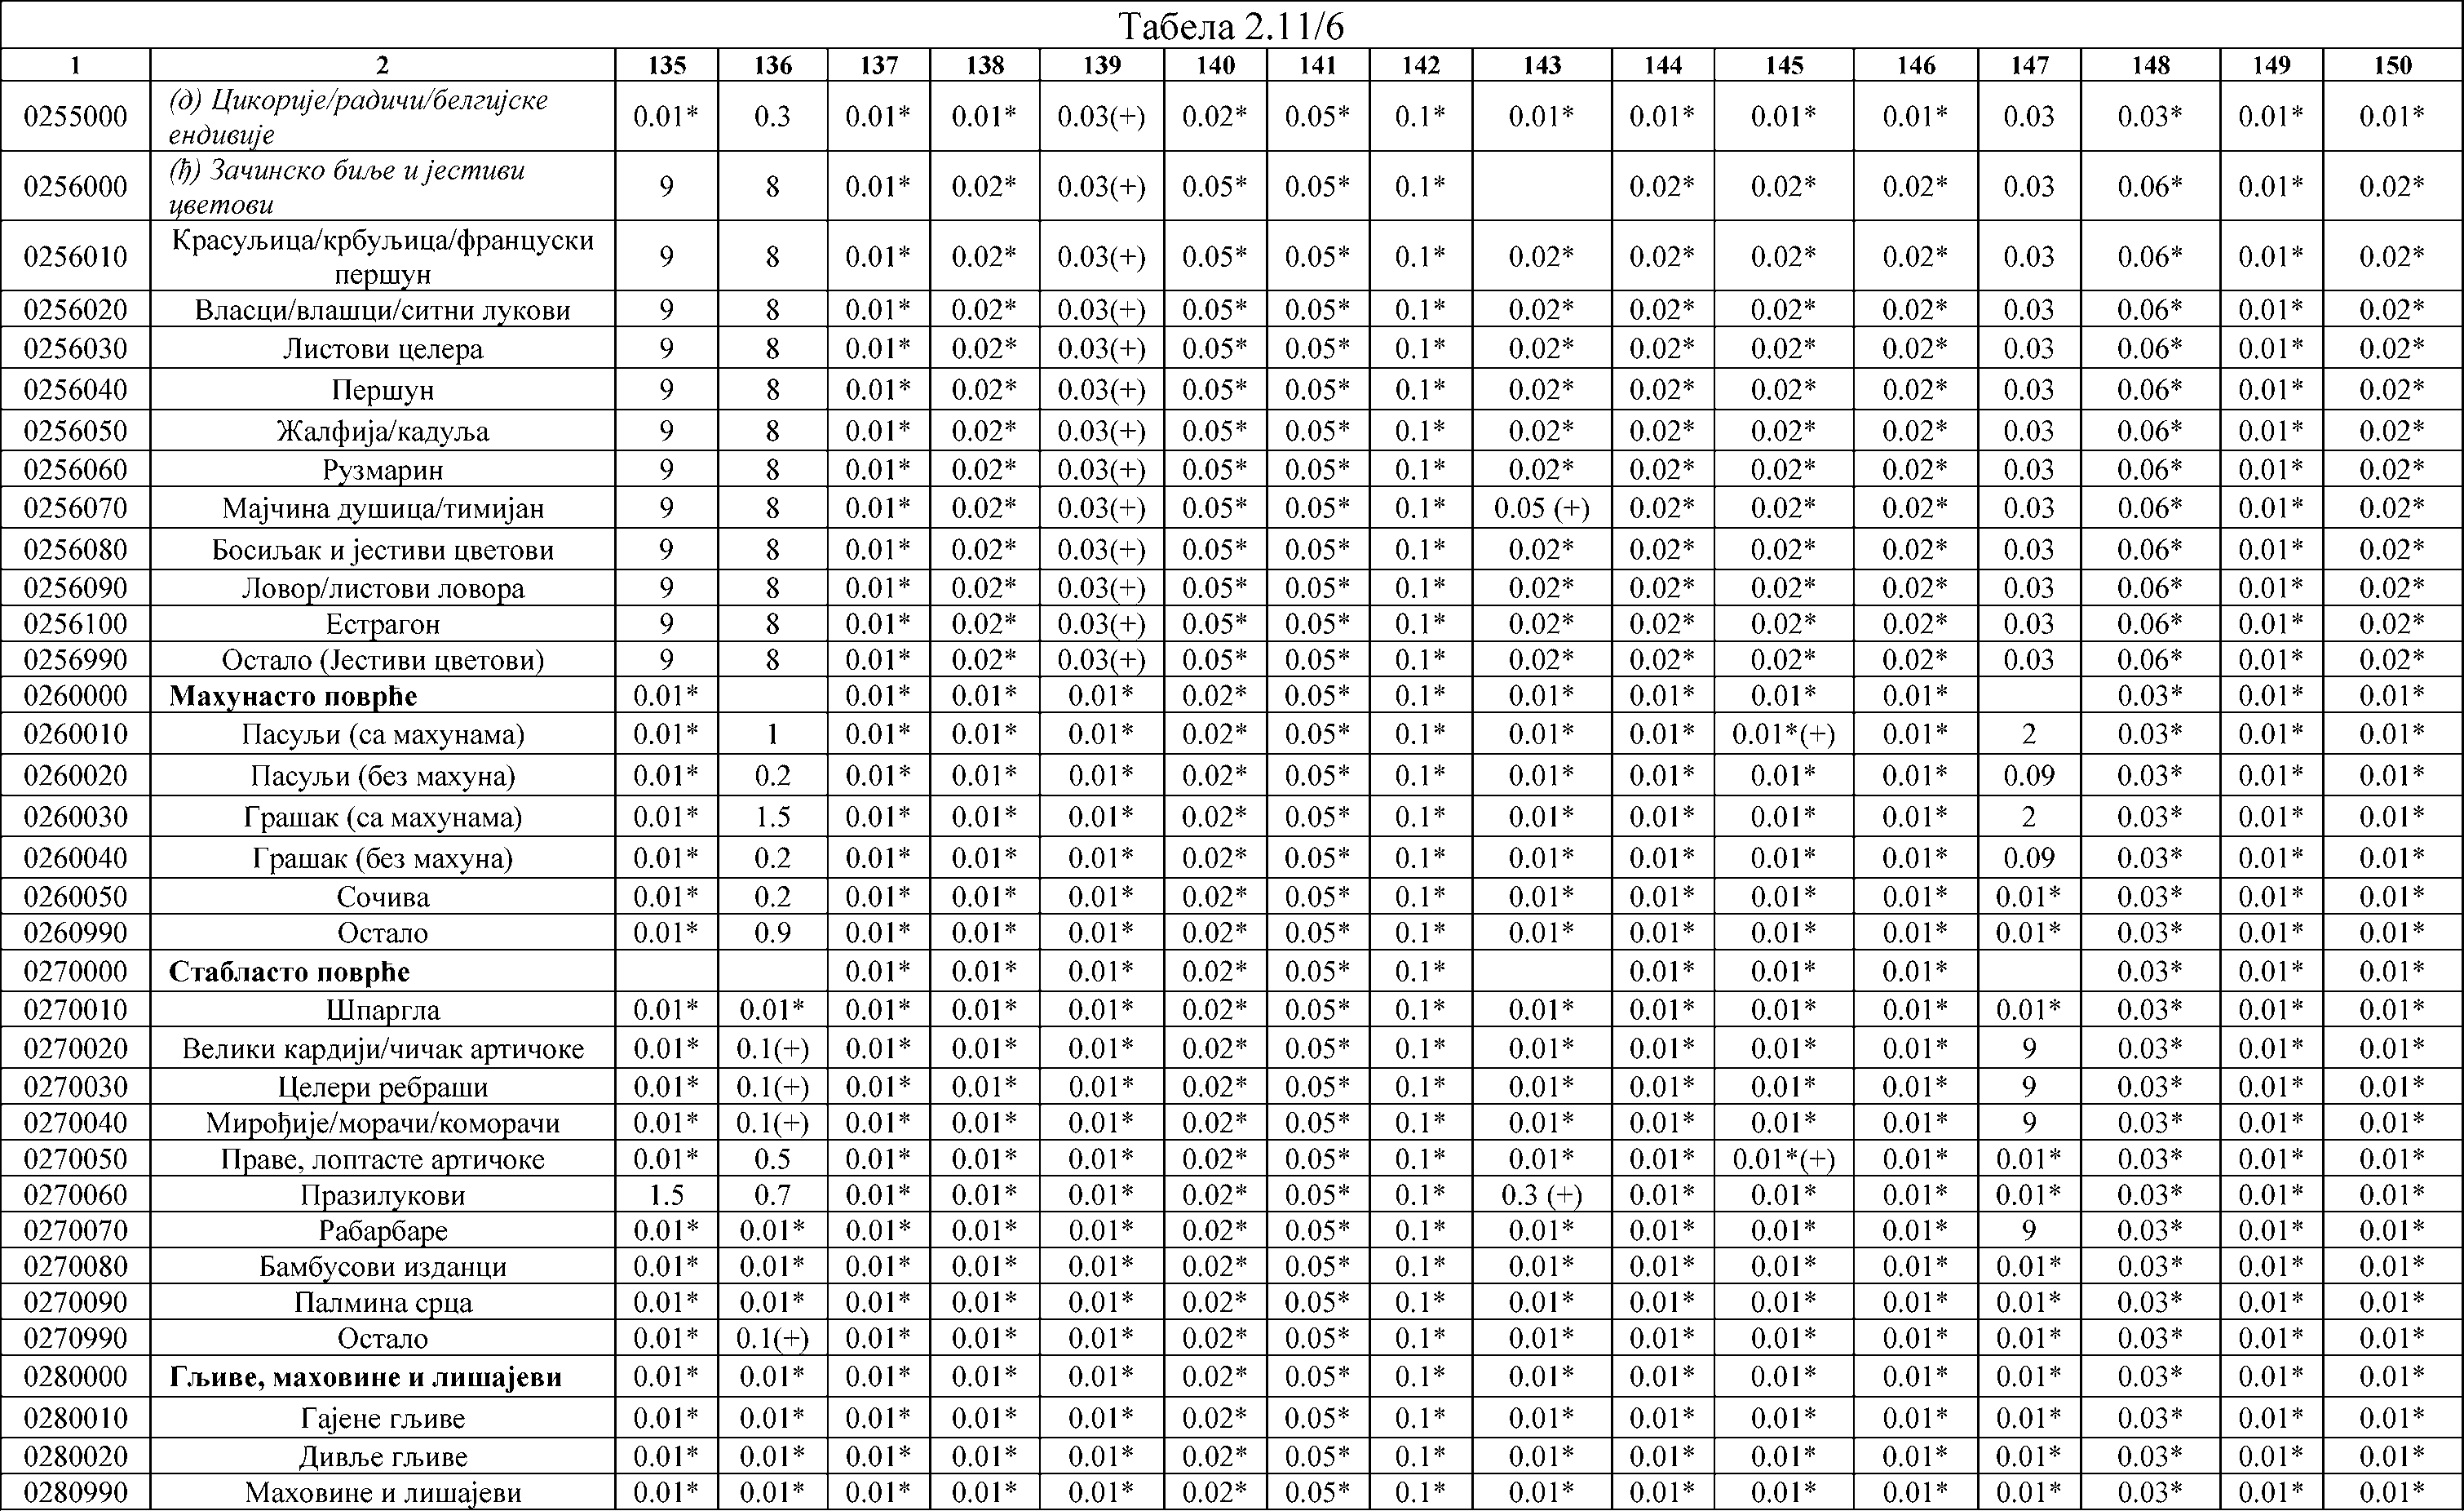 Табела 2.11/6
1 2 135 136 137 138 139 140 141 142 143 144 145 146 147 148 149 150
0255000 (д) Цикорије/радичи/белгијске ендивије 0.01* 0.3 0.01* 0.01* 0.03(+) 0.02* 0.05* 0.1* 0.01* 0.01* 0.01* 0.01* 0.03 0.03* 0.01* 0.01*
0256000 (ђ) Зачинско биље и јестиви цветови 9 8 0.01* 0.02* 0.03(+) 0.05* 0.05* 0.1* 0.02* 0.02* 0.02* 0.03 0.06* 0.01* 0.02*
0256010 Красуљица/крбуљица/француски першун 9 8 0.01* 0.02* 0.03(+) 0.05* 0.05* 0.1* 0.02* 0.02* 0.02* 0.02* 0.03 0.06* 0.01* 0.02*
0256020 Власци/влашци/ситни лукови 9 8 0.01* 0.02* 0.03(+) 0.05* 0.05* 0.1* 0.02* 0.02* 0.02* 0.02* 0.03 0.06* 0.01* 0.02*
0256030 Листови целера 9 8 0.01* 0.02* 0.03(+) 0.05* 0.05* 0.1* 0.02* 0.02* 0.02* 0.02* 0.03 0.06* 0.01* 0.02*
0256040 Першун 9 8 0.01* 0.02* 0.03(+) 0.05* 0.05* 0.1* 0.02* 0.02* 0.02* 0.02* 0.03 0.06* 0.01* 0.02*
0256050 Жалфија/кадуља 9 8 0.01* 0.02* 0.03(+) 0.05* 0.05* 0.1* 0.02* 0.02* 0.02* 0.02* 0.03 0.06* 0.01* 0.02*
0256060 Рузмарин 9 8 0.01* 0.02* 0.03(+) 0.05* 0.05* 0.1* 0.02* 0.02* 0.02* 0.02* 0.03 0.06* 0.01* 0.02*
0256070 Мајчина душица/тимијан 9 8 0.01* 0.02* 0.03(+) 0.05* 0.05* 0.1* 0.05 (+) 0.02* 0.02* 0.02* 0.03 0.06* 0.01* 0.02*
0256080 Босиљак и јестиви цветови 9 8 0.01* 0.02* 0.03(+) 0.05* 0.05* 0.1* 0.02* 0.02* 0.02* 0.02* 0.03 0.06* 0.01* 0.02*
0256090 Ловор/листови ловора 9 8 0.01* 0.02* 0.03(+) 0.05* 0.05* 0.1* 0.02* 0.02* 0.02* 0.02* 0.03 0.06* 0.01* 0.02*
0256100 Естрагон 9 8 0.01* 0.02* 0.03(+) 0.05* 0.05* 0.1* 0.02* 0.02* 0.02* 0.02* 0.03 0.06* 0.01* 0.02*
0256990 Остало (Јестиви цветови) 9 8 0.01* 0.02* 0.03(+) 0.05* 0.05* 0.1* 0.02* 0.02* 0.02* 0.02* 0.03 0.06* 0.01* 0.02*
0260000 Махунасто поврће 0.01* 0.01* 0.01* 0.01* 0.02* 0.05* 0.1* 0.01* 0.01* 0.01* 0.01* 0.03* 0.01* 0.01*
0260010 Пасуљи (са махунама) 0.01* 1 0.01* 0.01* 0.01* 0.02* 0.05* 0.1* 0.01* 0.01* 0.01*(+) 0.01* 2 0.03* 0.01* 0.01*
0260020 Пасуљи (без махуна) 0.01* 0.2 0.01* 0.01* 0.01* 0.02* 0.05* 0.1* 0.01* 0.01* 0.01* 0.01* 0.09 0.03* 0.01* 0.01*
0260030 Грашак (са махунама) 0.01* 1.5 0.01* 0.01* 0.01* 0.02* 0.05* 0.1* 0.01* 0.01* 0.01* 0.01* 2 0.03* 0.01* 0.01*
0260040 Грашак (без махуна) 0.01* 0.2 0.01* 0.01* 0.01* 0.02* 0.05* 0.1* 0.01* 0.01* 0.01* 0.01* 0.09 0.03* 0.01* 0.01*
0260050 Сочива 0.01* 0.2 0.01* 0.01* 0.01* 0.02* 0.05* 0.1* 0.01* 0.01* 0.01* 0.01* 0.01* 0.03* 0.01* 0.01*
0260990 Остало 0.01* 0.9 0.01* 0.01* 0.01* 0.02* 0.05* 0.1* 0.01* 0.01* 0.01* 0.01* 0.01* 0.03* 0.01* 0.01*
0270000 Стабласто поврће 0.01* 0.01* 0.01* 0.02* 0.05* 0.1* 0.01* 0.01* 0.01* 0.03* 0.01* 0.01*
0270010 Шпаргла 0.01* 0.01* 0.01* 0.01* 0.01* 0.02* 0.05* 0.1* 0.01* 0.01* 0.01* 0.01* 0.01* 0.03* 0.01* 0.01*
0270020 Велики кардији/чичак артичоке 0.01* 0.1(+) 0.01* 0.01* 0.01* 0.02* 0.05* 0.1* 0.01* 0.01* 0.01* 0.01* 9 0.03* 0.01* 0.01*
0270030 Целери ребраши 0.01* 0.1(+) 0.01* 0.01* 0.01* 0.02* 0.05* 0.1* 0.01* 0.01* 0.01* 0.01* 9 0.03* 0.01* 0.01*
0270040 Мирођије/морачи/коморачи 0.01* 0.1(+) 0.01* 0.01* 0.01* 0.02* 0.05* 0.1* 0.01* 0.01* 0.01* 0.01* 9 0.03* 0.01* 0.01*
0270050 Праве, лоптасте артичоке 0.01* 0.5 0.01* 0.01* 0.01* 0.02* 0.05* 0.1* 0.01* 0.01* 0.01*(+) 0.01* 0.01* 0.03* 0.01* 0.01*
0270060 Празилукови 1.5 0.7 0.01* 0.01* 0.01* 0.02* 0.05* 0.1* 0.3 (+) 0.01* 0.01* 0.01* 0.01* 0.03* 0.01* 0.01*
0270070 Рабарбаре 0.01* 0.01* 0.01* 0.01* 0.01* 0.02* 0.05* 0.1* 0.01* 0.01* 0.01* 0.01* 9 0.03* 0.01* 0.01*
0270080 Бамбусови изданци 0.01* 0.01* 0.01* 0.01* 0.01* 0.02* 0.05* 0.1* 0.01* 0.01* 0.01* 0.01* 0.01* 0.03* 0.01* 0.01*
0270090 Палмина срца 0.01* 0.01* 0.01* 0.01* 0.01* 0.02* 0.05* 0.1* 0.01* 0.01* 0.01* 0.01* 0.01* 0.03* 0.01* 0.01*
0270990 Остало 0.01* 0.1(+) 0.01* 0.01* 0.01* 0.02* 0.05* 0.1* 0.01* 0.01* 0.01* 0.01* 0.01* 0.03* 0.01* 0.01*
0280000 Гљиве, маховине и лишајеви 0.01* 0.01* 0.01* 0.01* 0.01* 0.02* 0.05* 0.1* 0.01* 0.01* 0.01* 0.01* 0.01* 0.03* 0.01* 0.01*
0280010 Гајене гљиве 0.01* 0.01* 0.01* 0.01* 0.01* 0.02* 0.05* 0.1* 0.01* 0.01* 0.01* 0.01* 0.01* 0.03* 0.01* 0.01*
0280020 Дивље гљиве 0.01* 0.01* 0.01* 0.01* 0.01* 0.02* 0.05* 0.1* 0.01* 0.01* 0.01* 0.01* 0.01* 0.03* 0.01* 0.01*
0280990 Маховине и лишајеви 0.01* 0.01* 0.01* 0.01* 0.01* 0.02* 0.05* 0.1* 0.01* 0.01* 0.01* 0.01* 0.01* 0.03* 0.01* 0.01*